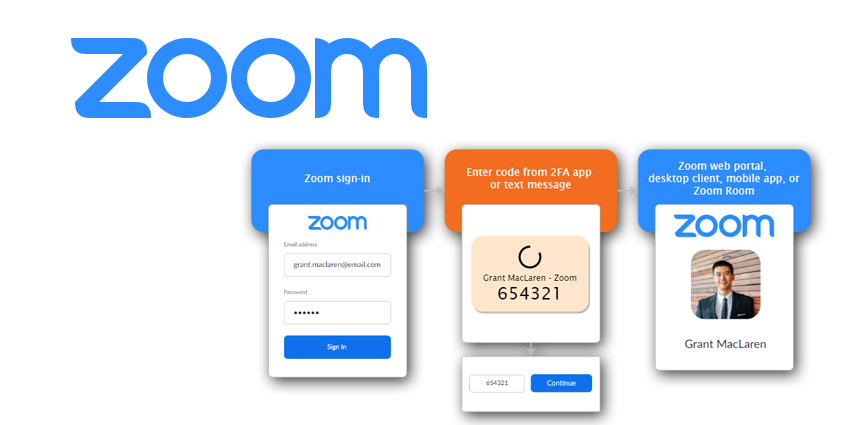 zoom
Zoom sign-in
zoom
Email address
grant.maclaren@email.com
Password
••••••
Sign In
Enter code from 2FA app
or text message
Grant MacLaren - Zoom
654321
654321
Continue
Zoom web portal,
desktop client, mobile app, or
Zoom Room
zoom
Grant MacLaren